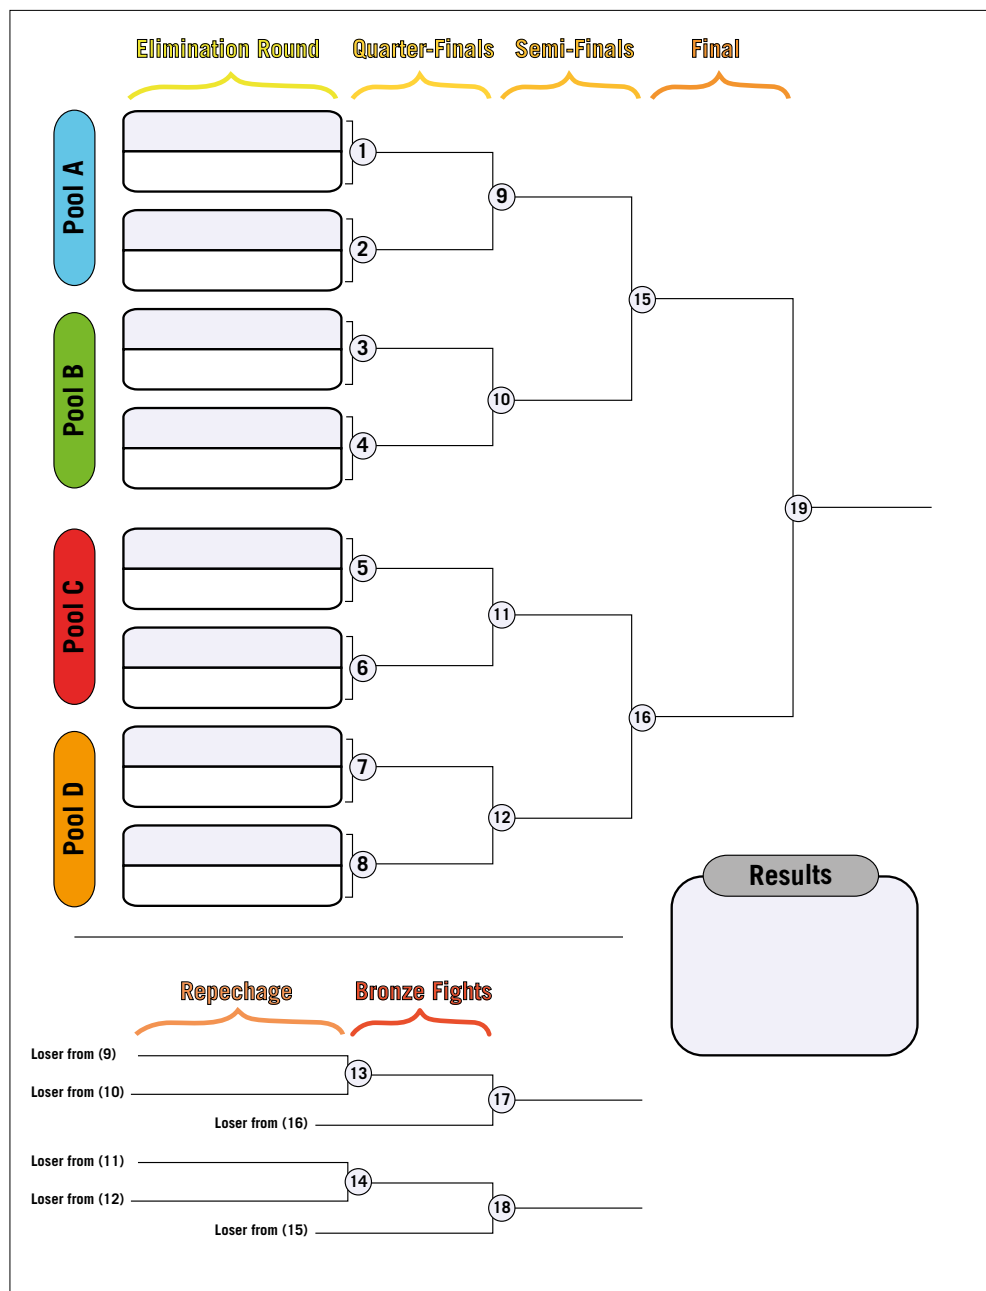 Elimination Round
Quarter-Finals
Semi-Finals
Final
Pool A
1
2
9
Pool B
3
4
10
15
Pool C
5
6
11
Pool D
7
8
12
16
19
Results
Repechage
Bronze Fights
Loser from (9)
Loser from (10)
13
Loser from (16)
17
Loser from (11)
Loser from (12)
14
Loser from (15)
18